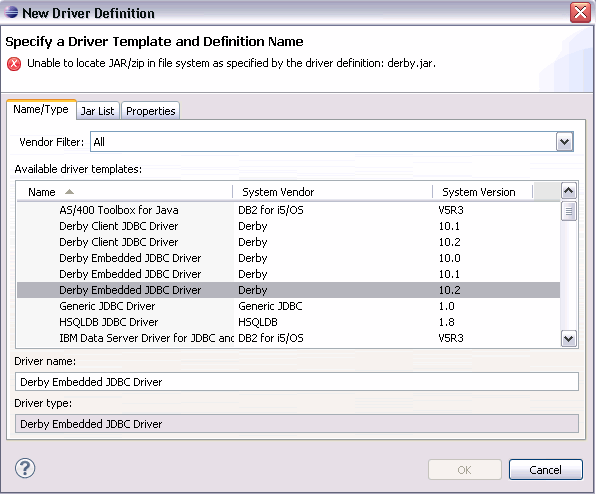 New Driver Definition
Specify a Driver Template and Definition Name
Unable to locate JAR/zip in file system as specified by the driver definition: derby.jar.
Name/Type Jar List Properties
Vendor Filter: All
Available driver templates:
Name System Vendor System Version
AS/400 Toolbox for Java DB2 for i5/OS V5R3
Derby Client JDBC Driver Derby 10.1
Derby Client JDBC Driver Derby 10.2
Derby Embedded JDBC Driver Derby 10.0
Derby Embedded JDBC Driver Derby 10.1
Derby Embedded JDBC Driver Derby 10.2
Generic JDBC Driver Generic JDBC 1.0
HSQLDB JDBC Driver HSQLDB 1.8
IBM Data Server Driver for JDBC and DB2 for i5/OS V5R3
Driver name:
Derby Embedded JDBC Driver
Driver type:
Derby Embedded JDBC Driver
? OK Cancel